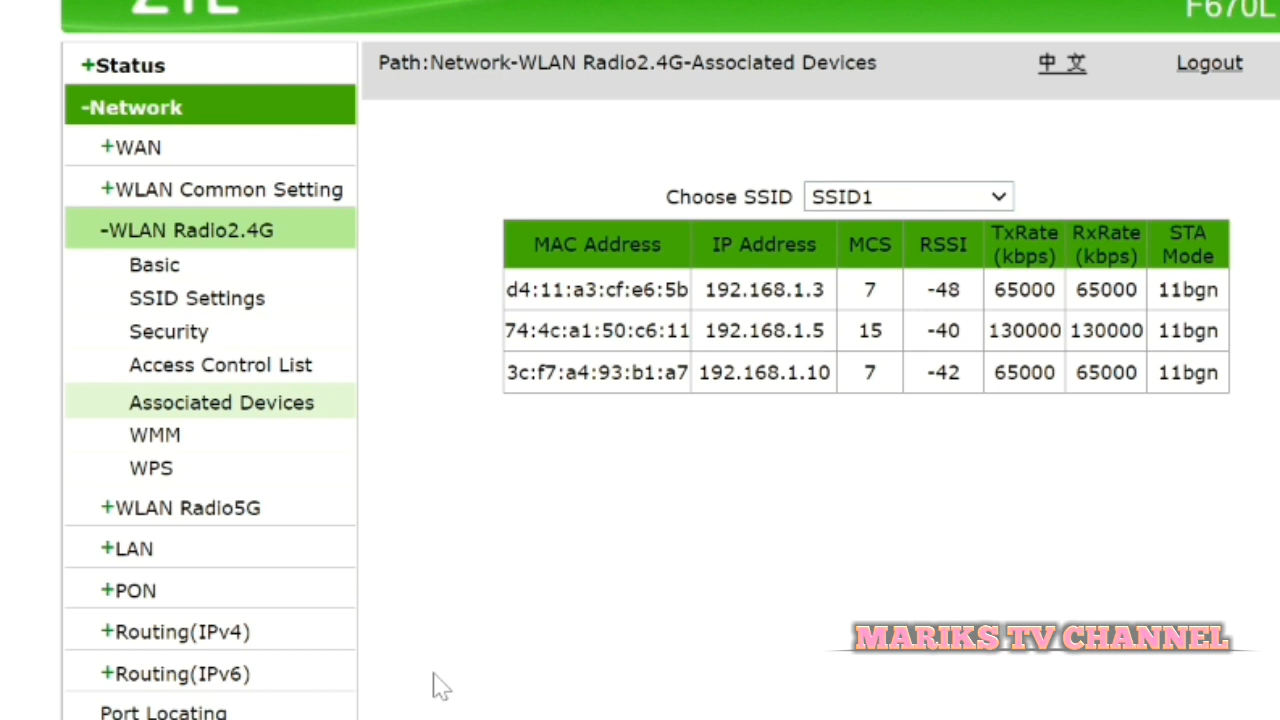 ZTE
F670L
+Status
Path:Network-WLAN Radio2.4G-Associated Devices
中 文
Logout
-Network
+WAN
+WLAN Common Setting
-WLAN Radio2.4G
Basic
SSID Settings
Security
Access Control List
Associated Devices
WMM
WPS
+WLAN Radio5G
+LAN
+PON
+Routing(IPv4)
+Routing(IPv6)
Port Locating
Choose SSID SSID1
MAC Address IP Address MCS RSSI TxRate (kbps) RxRate (kbps) STA Mode
d4:11:a3:cf:e6:5b 192.168.1.3 7 -48 65000 65000 11bgn
74:4c:a1:50:c6:11 192.168.1.5 15 -40 130000 130000 11bgn
3c:f7:a4:93:b1:a7 192.168.1.10 7 -42 65000 65000 11bgn
MARIKS TV CHANNEL